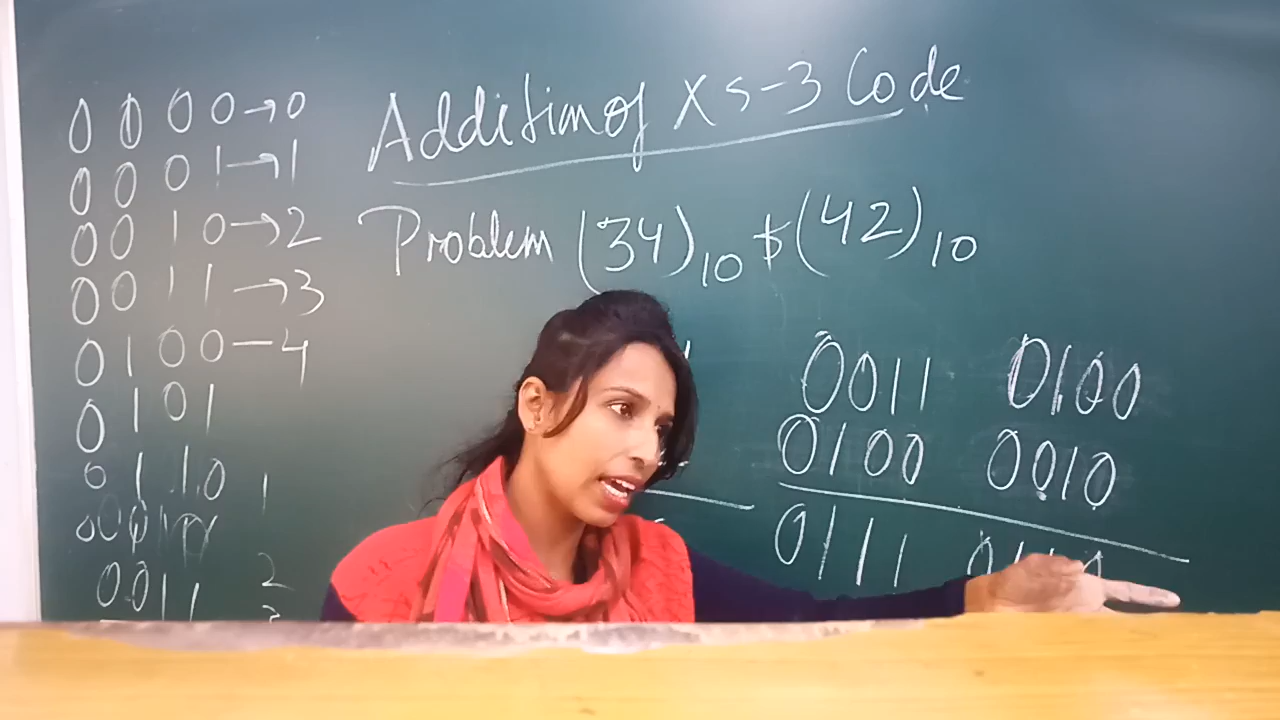 Addition of XS-3 Code
Problem (34)10 $ (42)10
0 0 0 0 → 0
0 0 0 1 → 1
0 0 1 0 → 2
0 0 1 1 → 3
0 1 0 0 — 4
0 1 0 1
0 1 1 0 1
0 0 1 1 2
0011 0100
0100 0010
0111